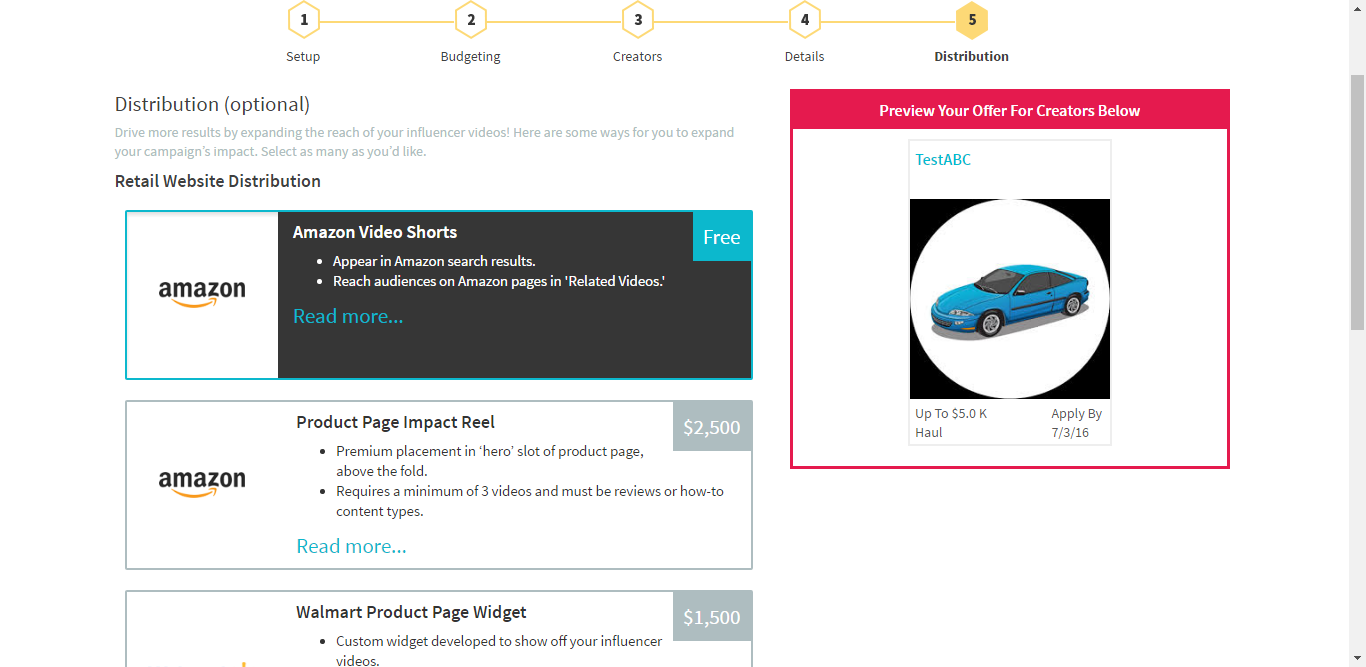 1 2 3 4 5
Setup Budgeting Creators Details Distribution
Distribution (optional)
Drive more results by expanding the reach of your influencer videos! Here are some ways for you to expand
your campaign’s impact. Select as many as you’d like.
Retail Website Distribution
amazon
Amazon Video Shorts
Free
• Appear in Amazon search results.
• Reach audiences on Amazon pages in 'Related Videos.'
Read more...
amazon
Product Page Impact Reel
$2,500
• Premium placement in ‘hero’ slot of product page,
above the fold.
• Requires a minimum of 3 videos and must be reviews or how-to
content types.
Read more...
Walmart Product Page Widget
$1,500
• Custom widget developed to show off your influencer
videos.
Preview Your Offer For Creators Below
TestABC
Up To $5.0 K
Haul
Apply By
7/3/16